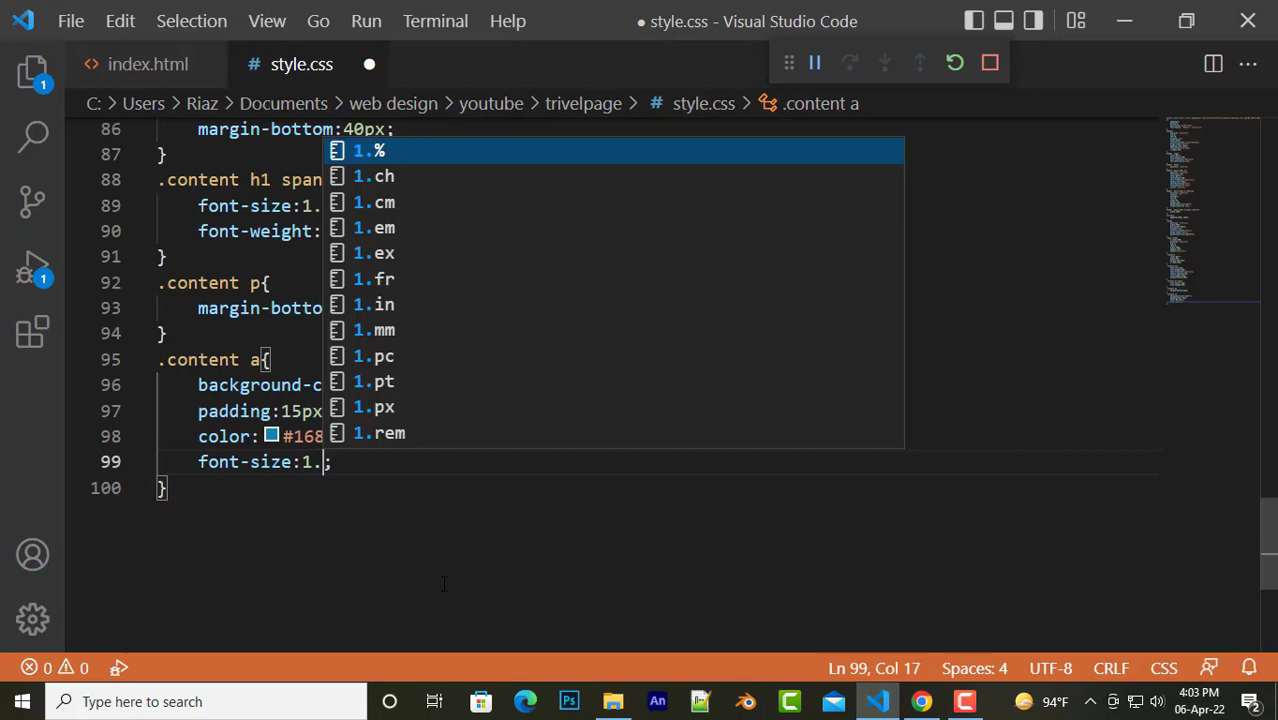 File Edit Selection View Go Run Terminal Help
● style.css - Visual Studio Code
<> index.html
# style.css ●
C: > Users > Riaz > Documents > web design > youtube > trivelpage > # style.css > .content a
86 margin-bottom:40px;
87 }
88 .content h1 span
89 font-size:1.
90 font-weight:
91 }
92 .content p{
93 margin-botto
94 }
95 .content a{
96 background-c
97 padding:15px
98 color: #168
99 font-size:1.;
100 }
1.%
1.ch
1.cm
1.em
1.ex
1.fr
1.in
1.mm
1.pc
1.pt
1.px
1.rem
1
1
0 0
Ln 99, Col 17 Spaces: 4 UTF-8 CRLF CSS
Type here to search
Ps
An
94°F
4:03 PM
06-Apr-22
2